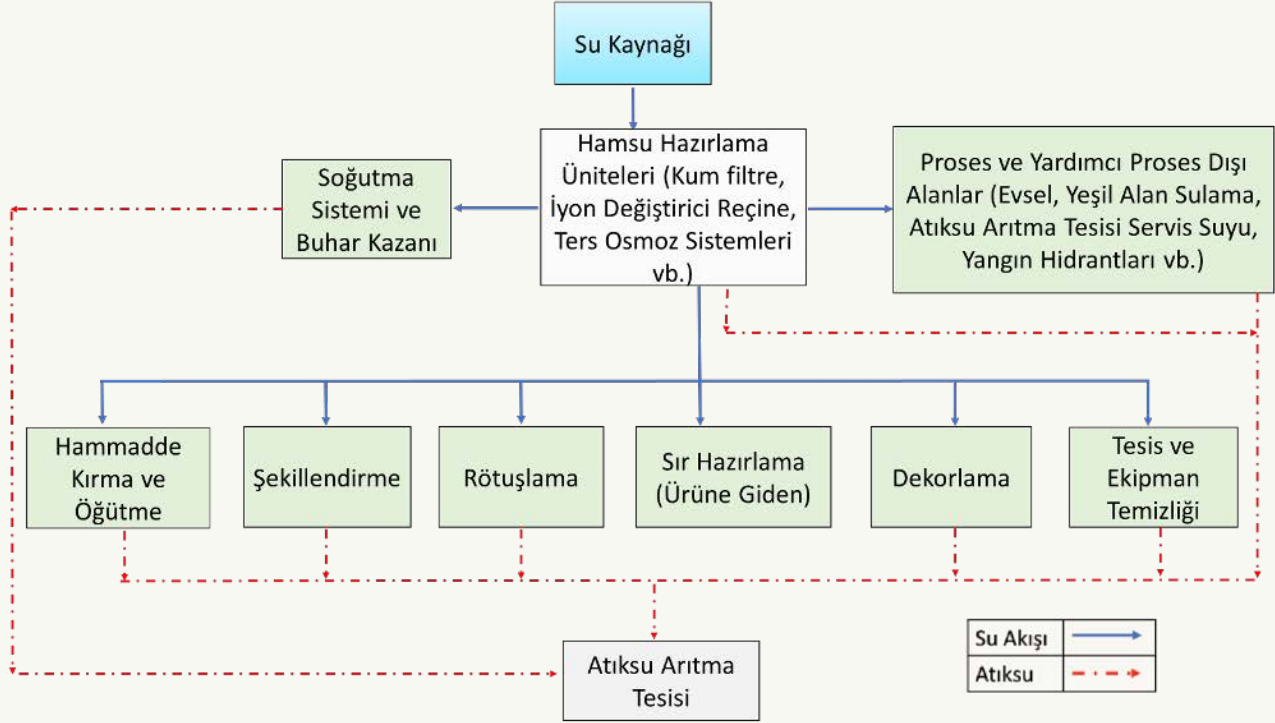 Su Kaynağı
Hamsu Hazırlama
Üniteleri (Kum filtre,
İyon Değiştirici Reçine,
Ters Osmoz Sistemleri
vb.)
Soğutma
Sistemi ve
Buhar Kazanı
Proses ve Yardımcı Proses Dışı
Alanlar (Evsel, Yeşil Alan Sulama,
Atıksu Arıtma Tesisi Servis Suyu,
Yangın Hidrantları vb.)
Hammadde
Kırma ve
Öğütme
Şekillendirme
Rötuşlama
Sır Hazırlama
(Ürüne Giden)
Dekorlama
Tesis ve
Ekipman
Temizliği
Atıksu Arıtma
Tesisi
Su Akışı
Atıksu